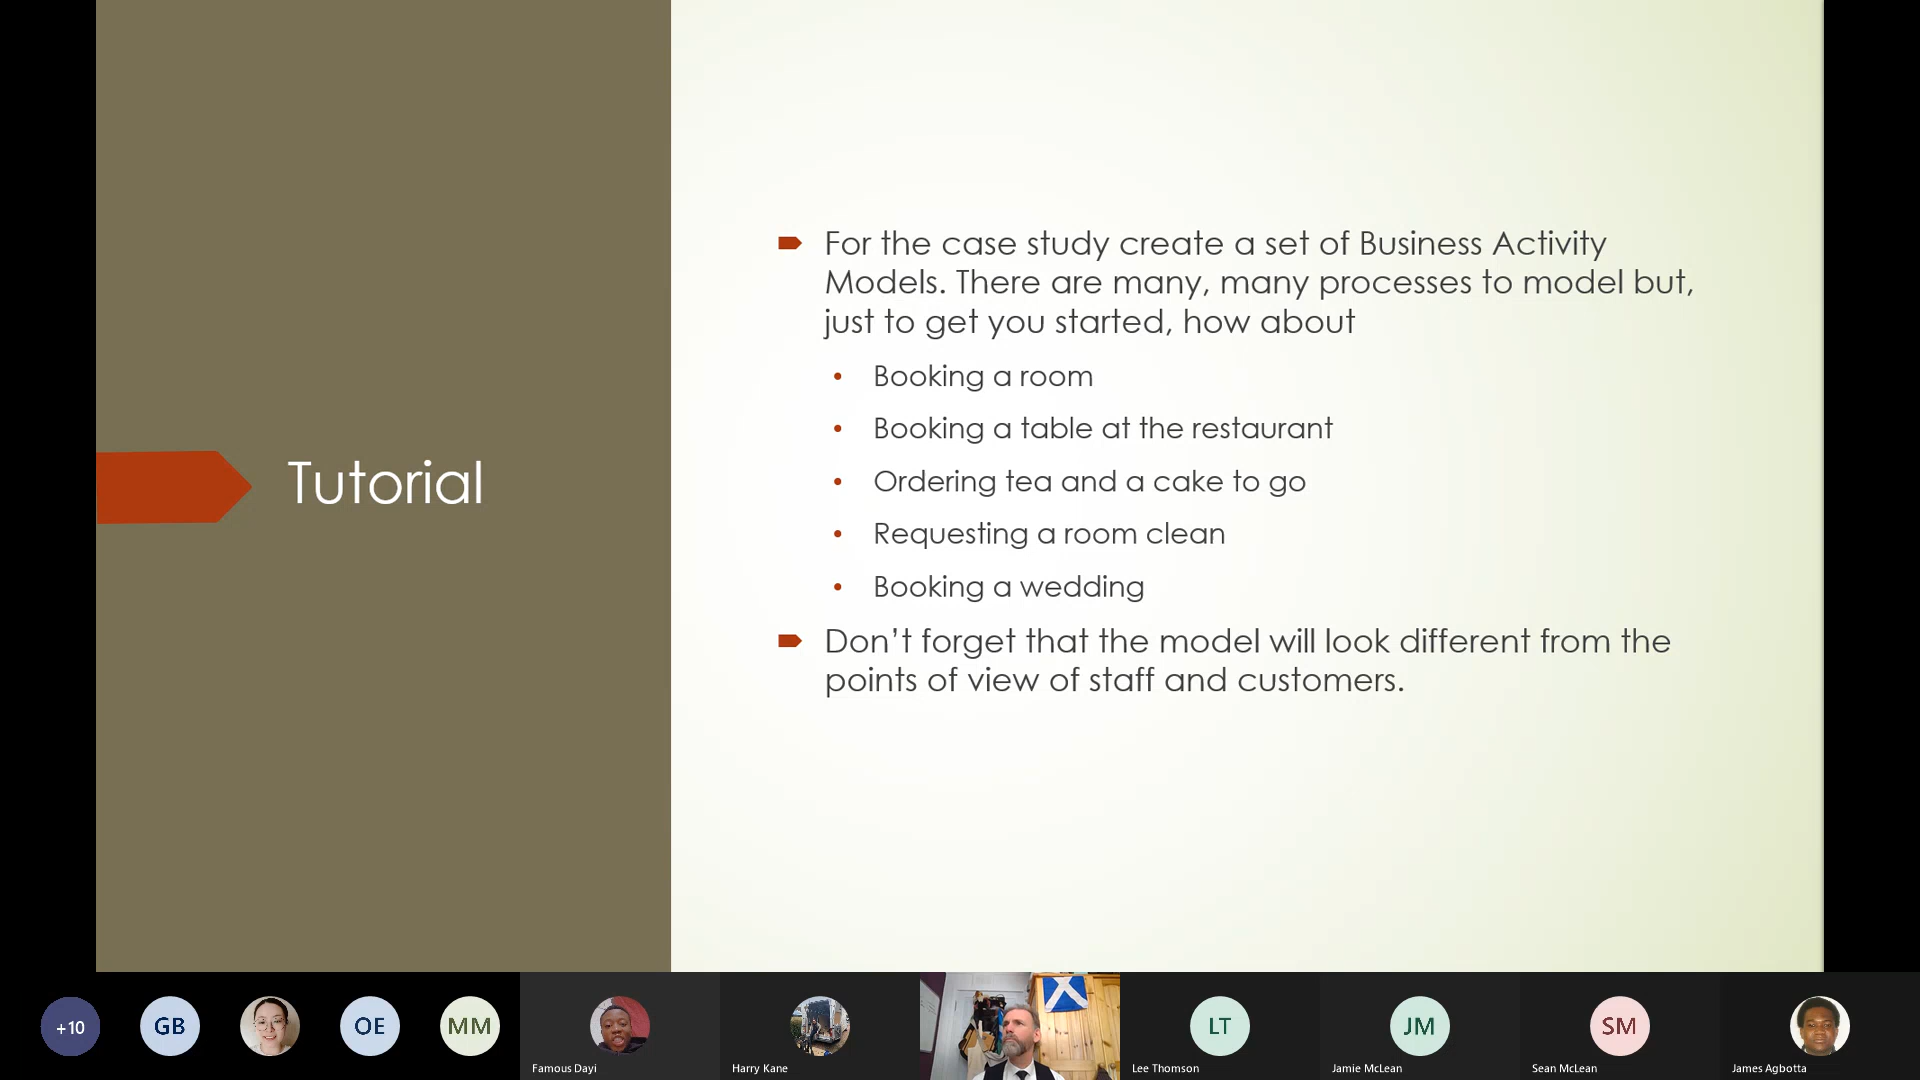 Tutorial
For the case study create a set of Business Activity
Models. There are many, many processes to model but,
just to get you started, how about
• Booking a room
• Booking a table at the restaurant
• Ordering tea and a cake to go
• Requesting a room clean
• Booking a wedding
Don’t forget that the model will look different from the
points of view of staff and customers.
+10
GB
OE
MM
Famous Dayi
Harry Kane
LT
Lee Thomson
JM
Jamie McLean
SM
Sean McLean
James Agbotta